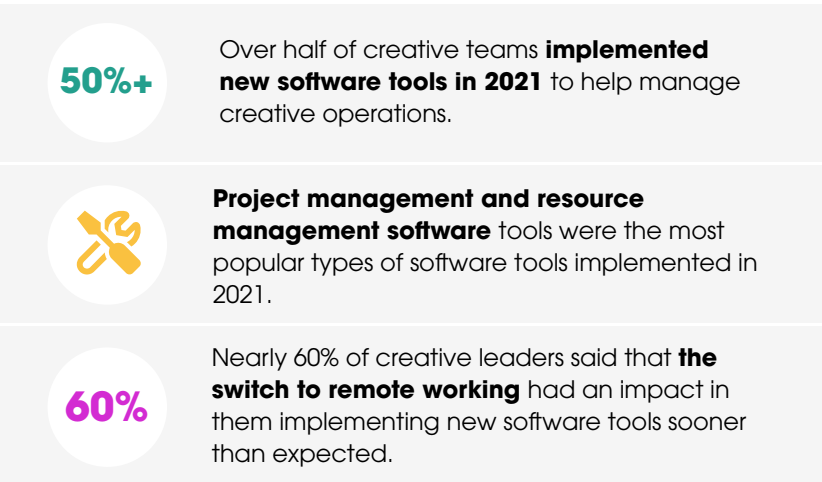 50%+
Over half of creative teams implemented
new software tools in 2021 to help manage
creative operations.
Project management and resource
management software tools were the most
popular types of software tools implemented in
2021.
60%
Nearly 60% of creative leaders said that the
switch to remote working had an impact in
them implementing new software tools sooner
than expected.